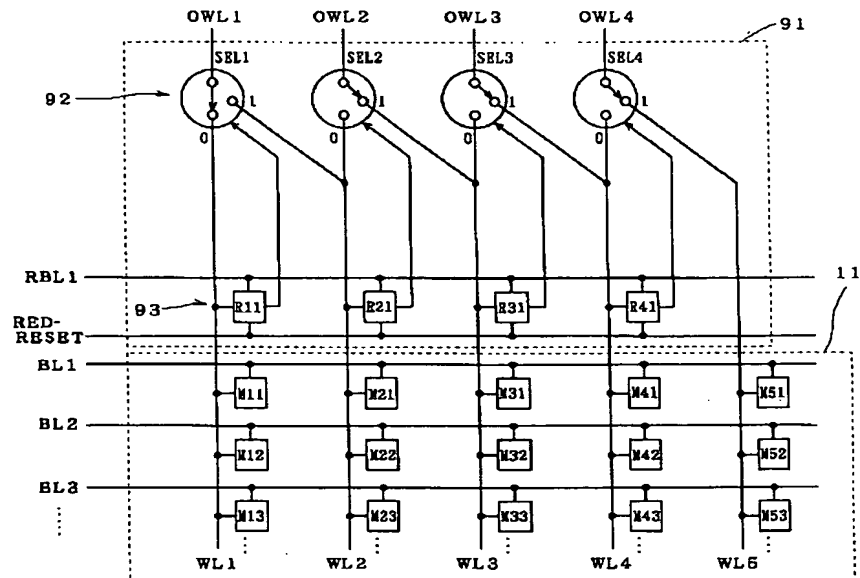 OWL1 OWL2 OWL3 OWL4 91
SEL1 SEL2 SEL3 SEL4
92
1 1 1 1
0 0 0 0
RBL1 11
93 R11 R21 R31 R41
RED-
RESET
BL1
M11 M21 M31 M41 M51
BL2
M12 M22 M32 M42 M52
BL3
M13 M23 M33 M43 M53
WL1 WL2 WL3 WL4 WL5